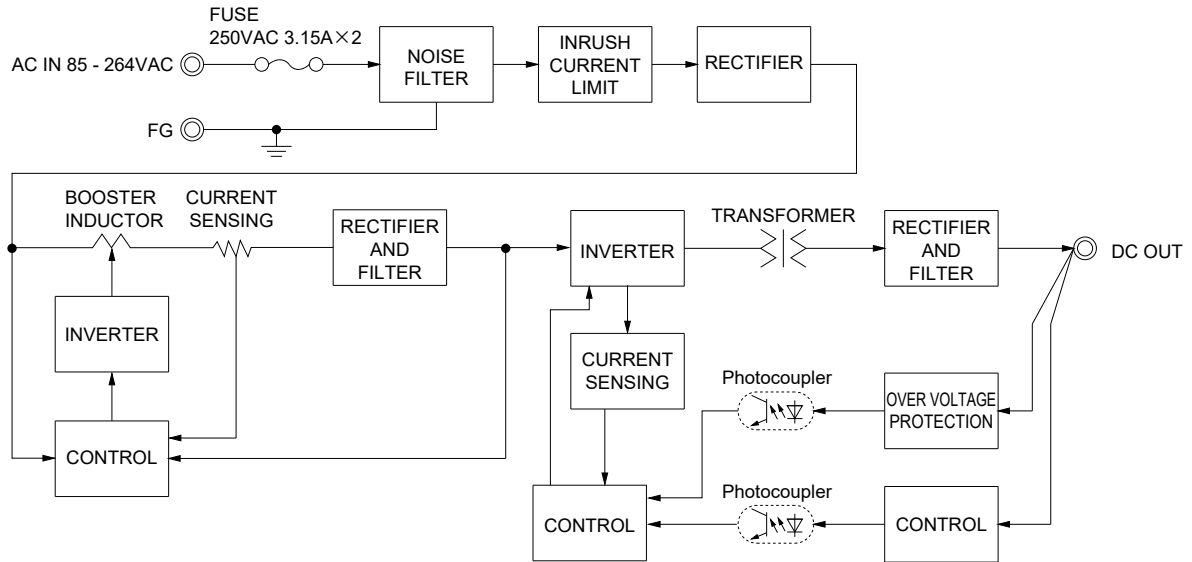 FUSE
250VAC 3.15A×2
AC IN 85 - 264VAC
NOISE
FILTER
INRUSH
CURRENT
LIMIT
RECTIFIER
FG
BOOSTER
INDUCTOR
CURRENT
SENSING
RECTIFIER
AND
FILTER
INVERTER
TRANSFORMER
RECTIFIER
AND
FILTER
DC OUT
INVERTER
CURRENT
SENSING
Photocoupler
OVER VOLTAGE
PROTECTION
CONTROL
CONTROL
Photocoupler
CONTROL